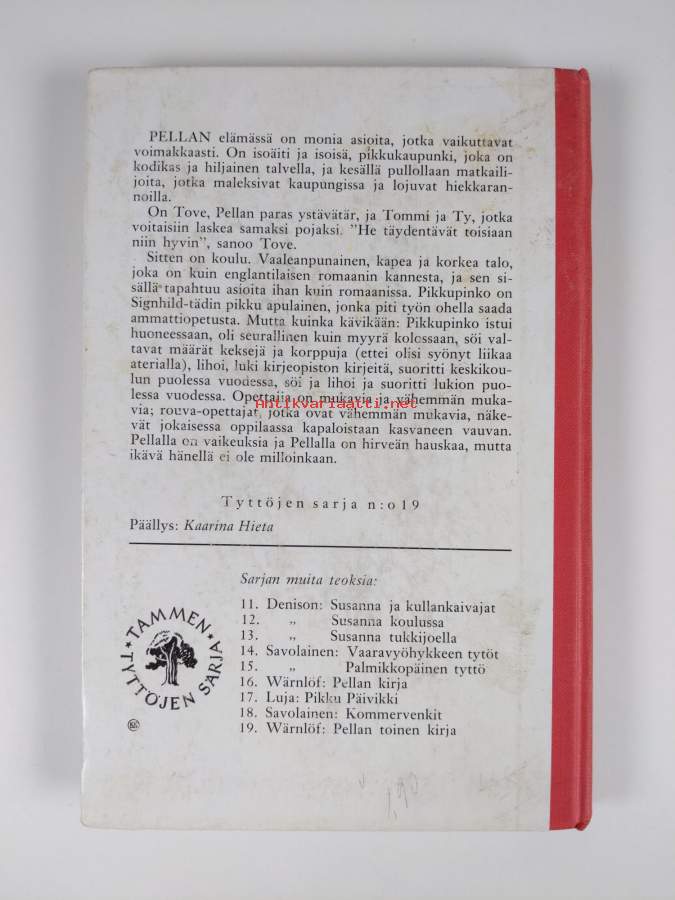 PELLAN elämässä on monia asioita, jotka vaikuttavat
voimakkaasti. On isoäiti ja isoisä, pikkukaupunki, joka on
kodikas ja hiljainen talvella, ja kesällä pullollaan matkaili-
joita, jotka maleksivat kaupungissa ja lojuvat hiekkaran-
noilla.
On Tove, Pellan paras ystävätär, ja Tommi ja Ty, jotka
voitaisiin laskea samaksi pojaksi. "He täydentävät toisiaan
niin hyvin", sanoo Tove.
Sitten on koulu. Vaaleanpunainen, kapea ja korkea talo,
joka on kuin englantilaisen romaanin kannesta, ja sen si-
sällä tapahtuu asioita ihan kuin romaanissa. Pikkupinko on
Signhild-tädin pikku apulainen, jonka piti työn ohella saada
ammattiopetusta. Mutta kuinka kävikään: Pikkupinko istui
huoneessaan, oli seurallinen kuin myyrä kolossaan, söi val-
tavat määrät keksejä ja korppuja (ettei olisi syönyt liikaa
aterialla), lihoi, luki kirjeopiston kirjeitä, suoritti keskikou-
lun puolessa vuodessa, söi ja lihoi ja suoritti lukion puo-
lessa vuodessa. Opettajia on mukavia ja vähemmän muka-
via; rouva-opettajat, jotka ovat vähemmän mukavia, näke-
vät jokaisessa oppilaassa kapaloistaan kasvaneen vauvan.
Pellalla on vaikeuksia ja Pellalla on hirveän hauskaa, mutta
ikävä hänellä ei ole milloinkaan.
Antikvariaatti.net
Tyttöjen sarja n:o 19
Päällys: Kaarina Hieta
Sarjan muita teoksia:
11. Denison: Susanna ja kullankaivajat
12. „ Susanna koulussa
13. „ Susanna tukkijoella
14. Savolainen: Vaaravyöhykkeen tytöt
15. „ Palmikkopäinen tyttö
16. Wärnlöf: Pellan kirja
17. Luja: Pikku Päivikki
18. Savolainen: Kommervenkit
19. Wärnlöf: Pellan toinen kirja
TAMMEN
TYTTÖJEN SARJA
1,90